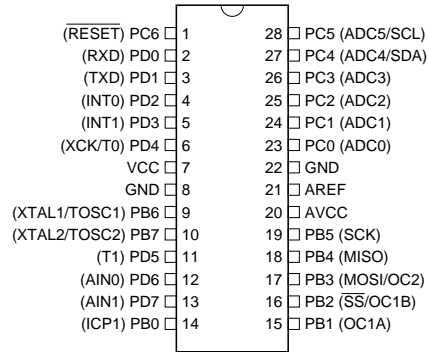 (RESET) PC6 1 28 PC5 (ADC5/SCL)
(RXD) PD0 2 27 PC4 (ADC4/SDA)
(TXD) PD1 3 26 PC3 (ADC3)
(INT0) PD2 4 25 PC2 (ADC2)
(INT1) PD3 5 24 PC1 (ADC1)
(XCK/T0) PD4 6 23 PC0 (ADC0)
VCC 7 22 GND
GND 8 21 AREF
(XTAL1/TOSC1) PB6 9 20 AVCC
(XTAL2/TOSC2) PB7 10 19 PB5 (SCK)
(T1) PD5 11 18 PB4 (MISO)
(AIN0) PD6 12 17 PB3 (MOSI/OC2)
(AIN1) PD7 13 16 PB2 (SS/OC1B)
(ICP1) PB0 14 15 PB1 (OC1A)